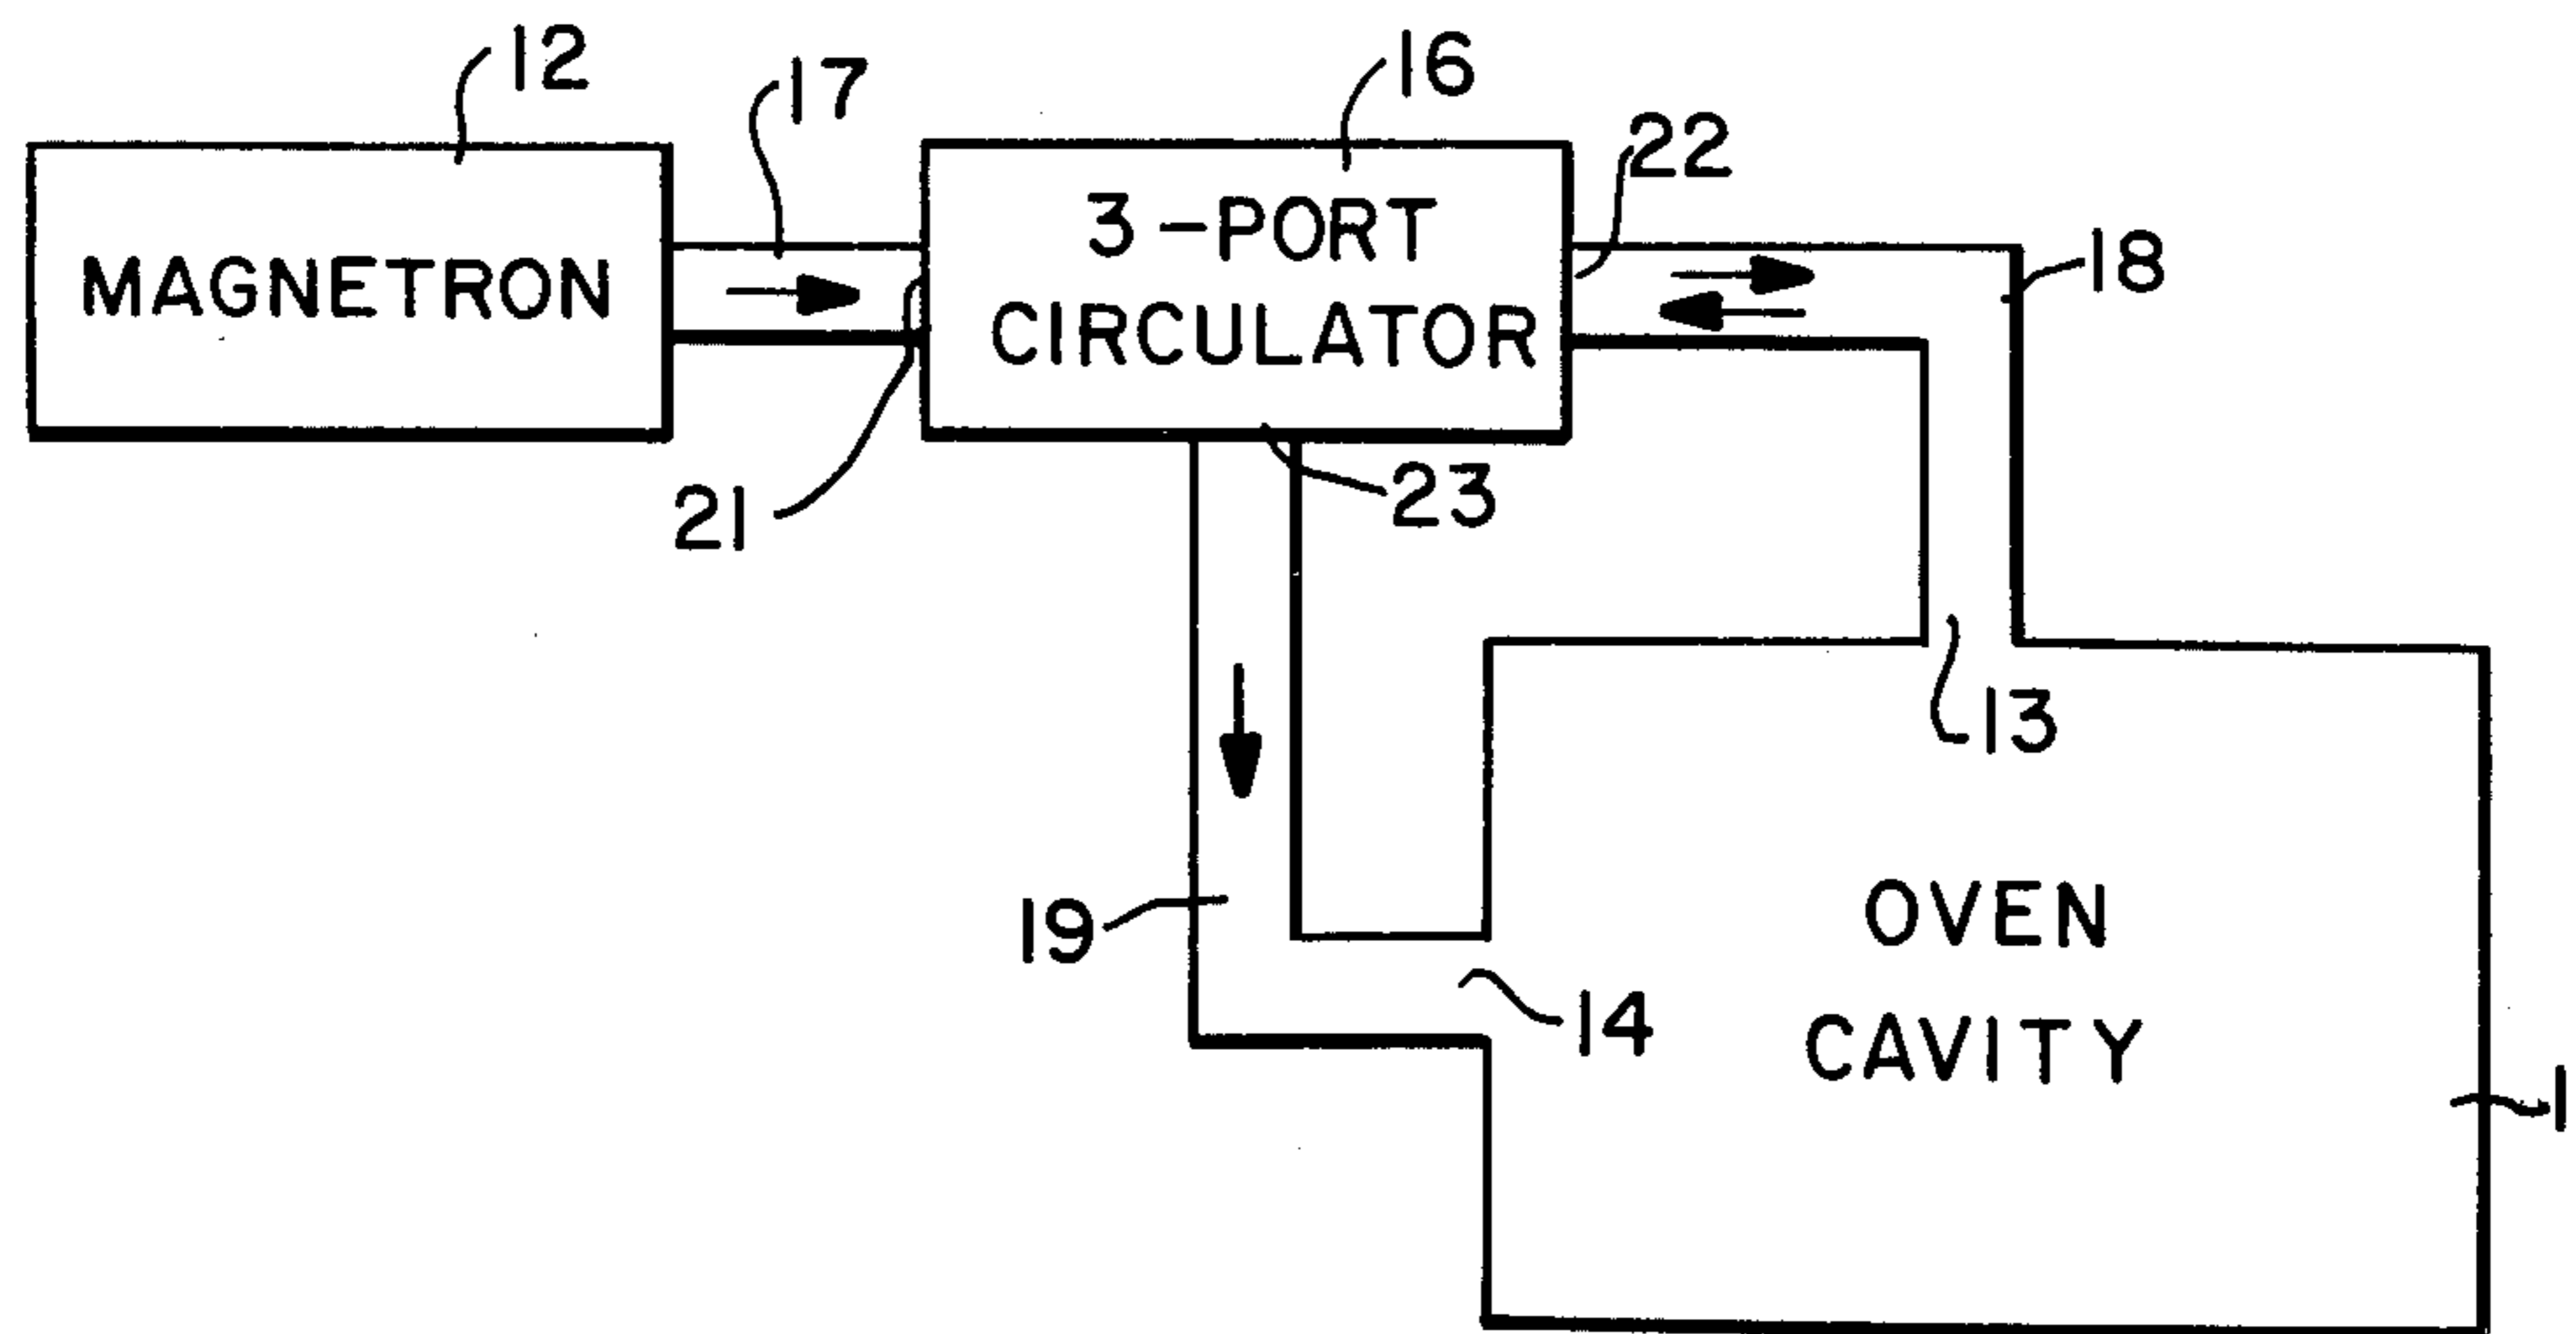 12
17
16
22
18
MAGNETRON
3-PORT
CIRCULATOR
21
23
13
19
14
OVEN
CAVITY
1